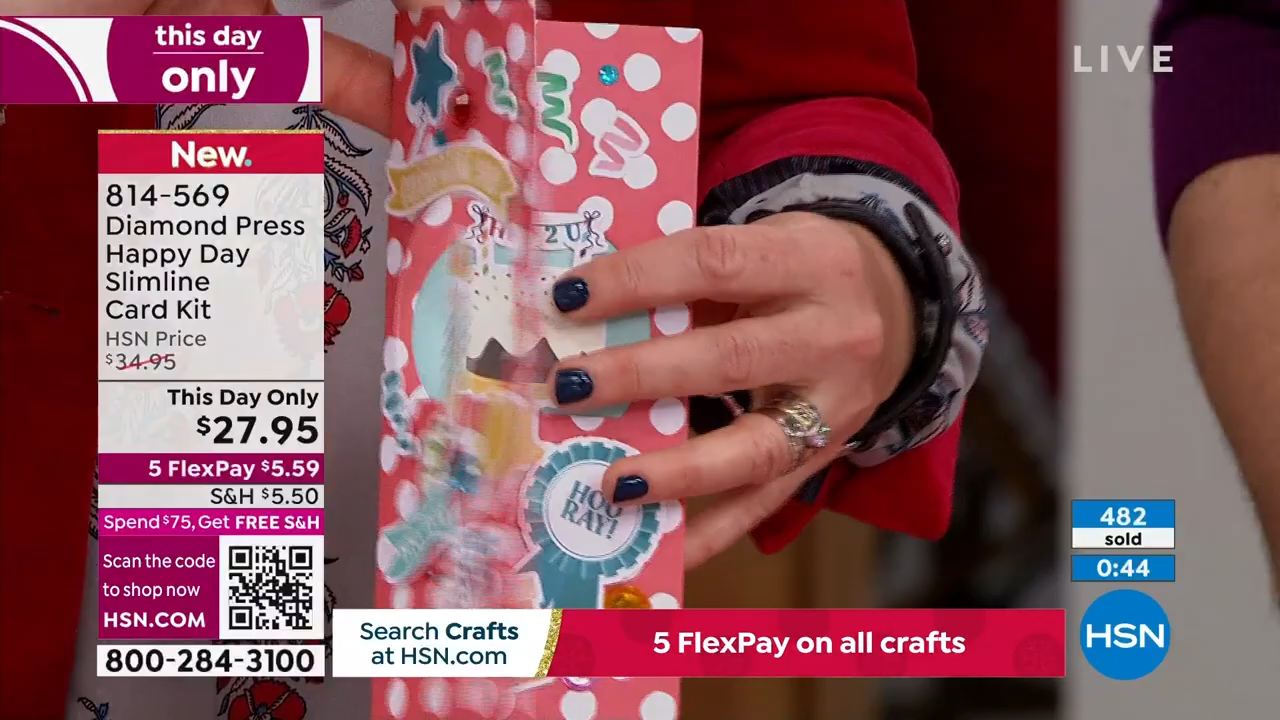 this day
only
LIVE
New.
814-569
Diamond Press
Happy Day
Slimline
Card Kit
HSN Price
$34.95
This Day Only
$27.95
5 FlexPay $5.59
S&H $5.50
Spend $75, Get FREE S&H
Scan the code
to shop now
HSN.COM
800-284-3100
2 U
HOO
RAY!
482
sold
0:44
HSN
Search Crafts
at HSN.com
5 FlexPay on all crafts